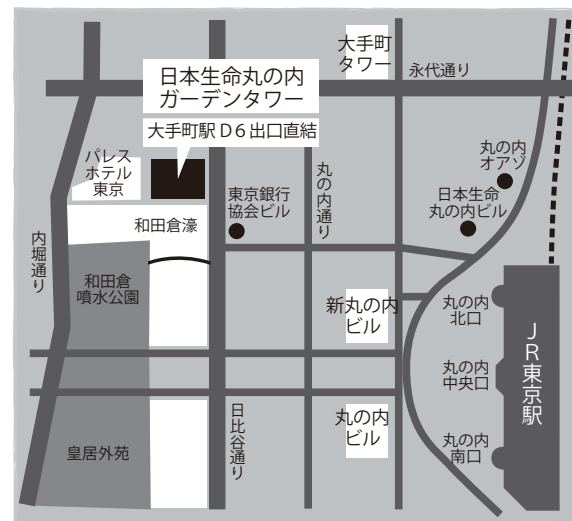 大手町
タワー
永代通り
日本生命丸の内
ガーデンタワー
大手町駅D6出口直結
パレス
ホテル
東京
東京銀行
協会ビル
丸の内通り
丸の内
オアゾ
日本生命
丸の内ビル
和田倉濠
内堀通り
和田倉
噴水公園
新丸の内
ビル
丸の内
北口
丸の内
中央口
JR東京駅
丸の内
ビル
日比谷通り
丸の内
南口
皇居外苑